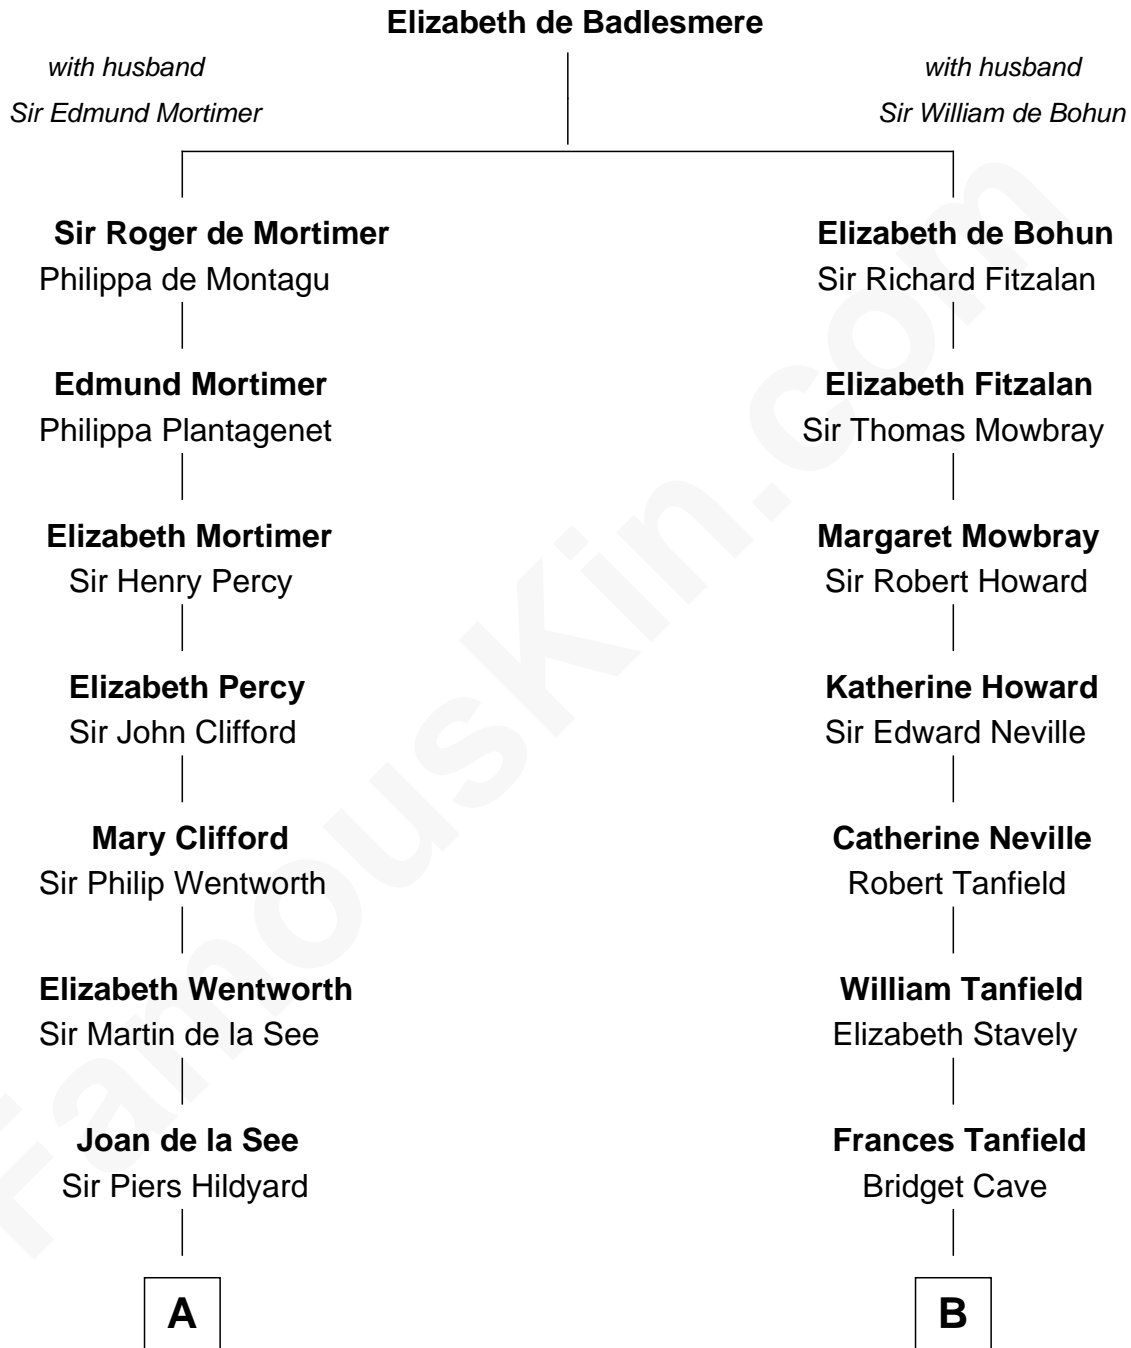 Elizabeth de Badlesmere
with husband
Sir Edmund Mortimer
with husband
Sir William de Bohun
Sir Roger de Mortimer
Philippa de Montagu
Elizabeth de Bohun
Sir Richard Fitzalan
Edmund Mortimer
Philippa Plantagenet
Elizabeth Fitzalan
Sir Thomas Mowbray
Elizabeth Mortimer
Sir Henry Percy
Margaret Mowbray
Sir Robert Howard
Elizabeth Percy
Sir John Clifford
Katherine Howard
Sir Edward Neville
Mary Clifford
Sir Philip Wentworth
Catherine Neville
Robert Tanfield
Elizabeth Wentworth
Sir Martin de la See
William Tanfield
Elizabeth Stavely
Joan de la See
Sir Piers Hildyard
Frances Tanfield
Bridget Cave
A
B
FamousKin.com